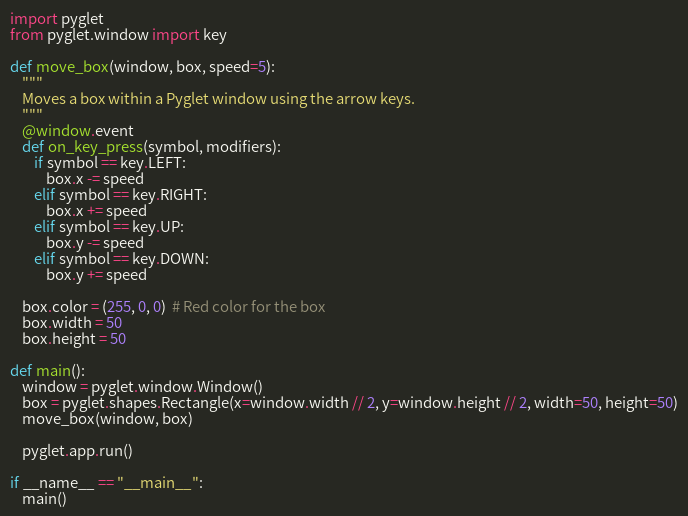 import pyglet
from pyglet.window import key

def move_box(window, box, speed=5):
    """
    Moves a box within a Pyglet window using the arrow keys.
    """
    @window.event
    def on_key_press(symbol, modifiers):
        if symbol == key.LEFT:
            box.x -= speed
        elif symbol == key.RIGHT:
            box.x += speed
        elif symbol == key.UP:
            box.y -= speed
        elif symbol == key.DOWN:
            box.y += speed

    box.color = (255, 0, 0)  # Red color for the box
    box.width = 50
    box.height = 50

def main():
    window = pyglet.window.Window()
    box = pyglet.shapes.Rectangle(x=window.width // 2, y=window.height // 2, width=50, height=50)
    move_box(window, box)

    pyglet.app.run()

if __name__ == "__main__":
    main()